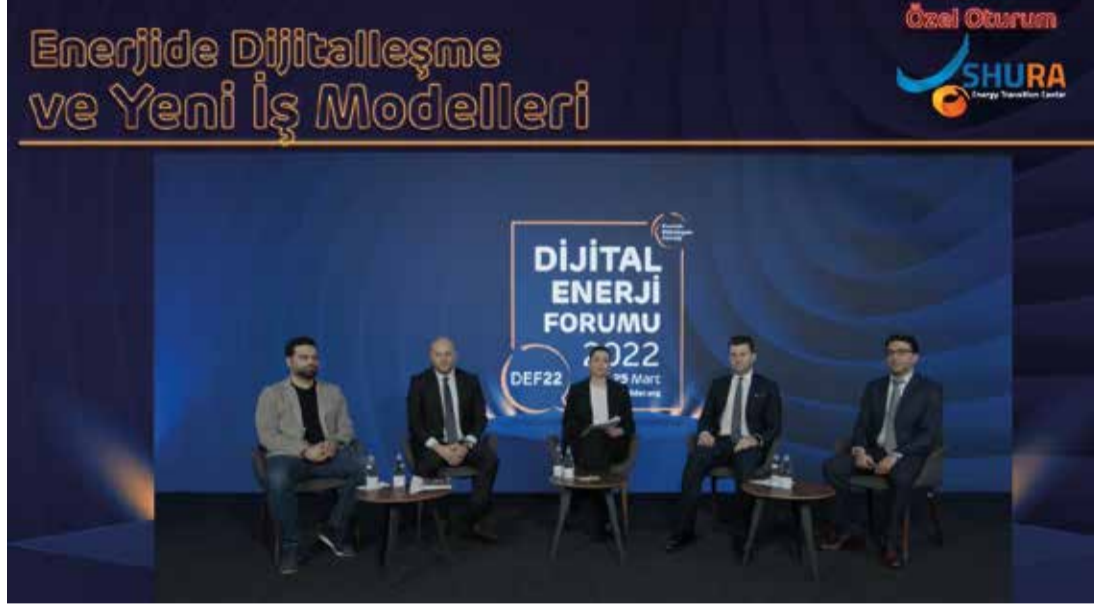 Özel Oturum
Enerjide Dijitalleşme
ve Yeni İş Modelleri
SHURA
Energy Transition Center
DİJİTAL
ENERJİ
FORUMU
2022
DEF22
25 Mart